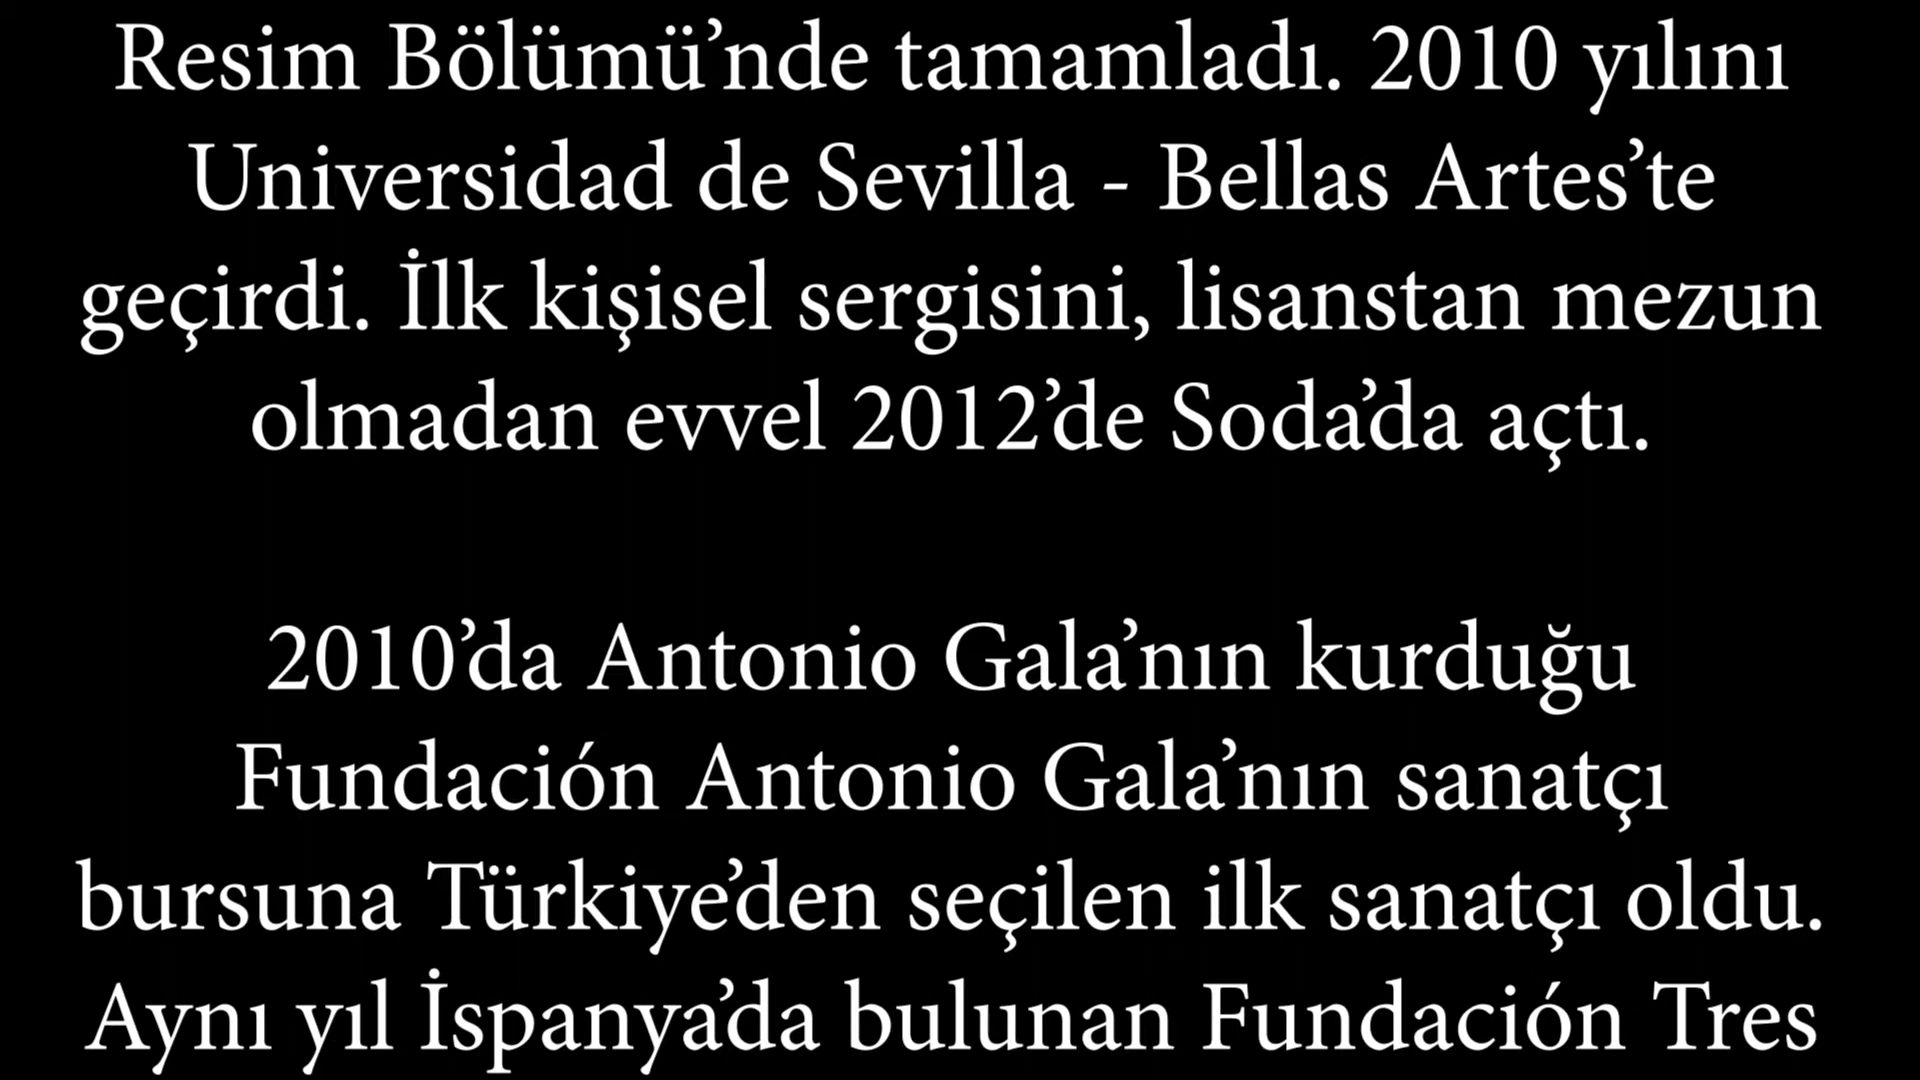 Resim Bölümü’nde tamamladı. 2010 yılını
Universidad de Sevilla - Bellas Artes’te
geçirdi. İlk kişisel sergisini, lisanstan mezun
olmadan evvel 2012’de Soda’da açtı.
2010’da Antonio Gala’nın kurduğu
Fundación Antonio Gala’nın sanatçı
bursuna Türkiye’den seçilen ilk sanatçı oldu.
Aynı yıl İspanya’da bulunan Fundación Tres